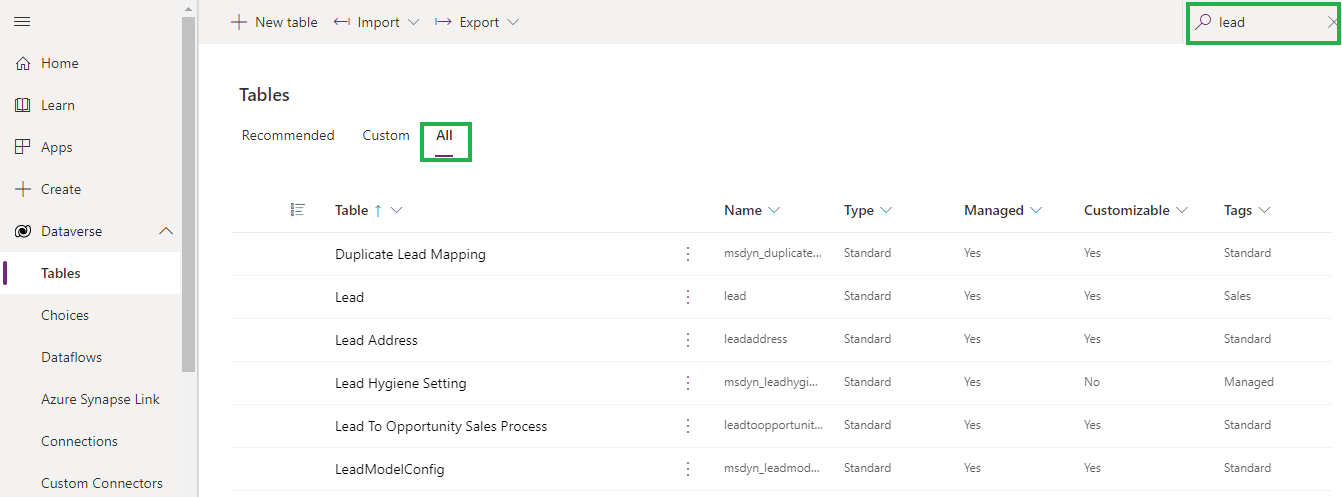 New table Import Export lead
Home
Learn
Apps
Create
Dataverse
Tables
Choices
Dataflows
Azure Synapse Link
Connections
Custom Connectors
Tables
Recommended Custom All
Table Name Type Managed Customizable Tags
Duplicate Lead Mapping msdyn_duplicate... Standard Yes Yes Standard
Lead lead Standard Yes Yes Sales
Lead Address leadaddress Standard Yes Yes Standard
Lead Hygiene Setting msdyn_leadhygi... Standard Yes No Managed
Lead To Opportunity Sales Process leadtoopportunit... Standard Yes Yes Standard
LeadModelConfig msdyn_leadmod... Standard Yes Yes Standard